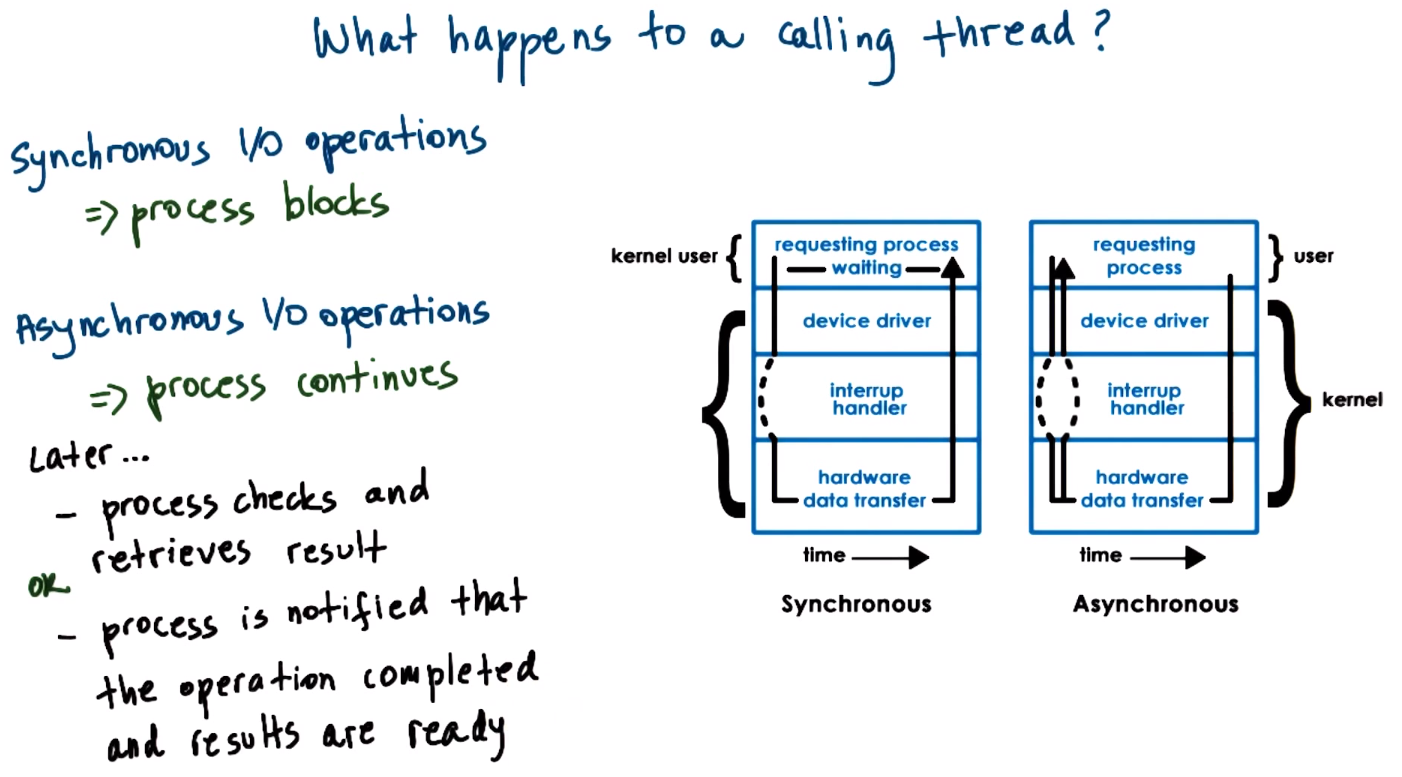 What happens to a calling thread?
Synchronous I/O operations
=> process blocks
Asynchronous I/O operations
=> process continues
Later...
- process checks and
retrieves result
OR
- process is notified that
the operation completed
and results are ready
kernel user
requesting process
waiting
device driver
interrup
handler
hardware
data transfer
time
Synchronous
requesting
process
user
device driver
interrup
handler
kernel
hardware
data transfer
time
Asynchronous